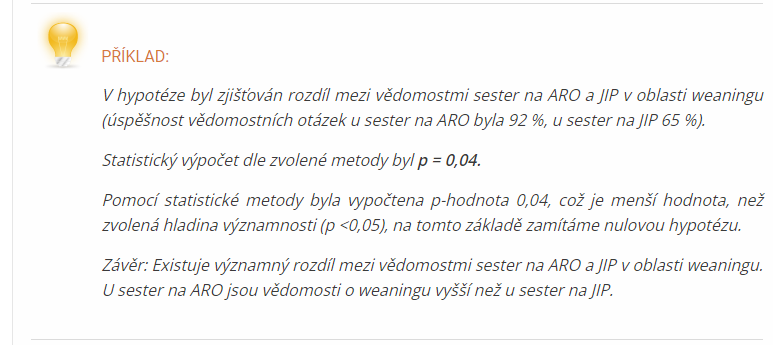 PŘÍKLAD:
V hypotéze byl zjišťován rozdíl mezi vědomostmi sester na ARO a JIP v oblasti weaningu
(úspěšnost vědomostních otázek u sester na ARO byla 92 %, u sester na JIP 65 %).
Statistický výpočet dle zvolené metody byl p = 0,04.
Pomocí statistické metody byla vypočtena p-hodnota 0,04, což je menší hodnota, než
zvolená hladina významnosti (p <0,05), na tomto základě zamítáme nulovou hypotézu.
Závěr: Existuje významný rozdíl mezi vědomostmi sester na ARO a JIP v oblasti weaningu.
U sester na ARO jsou vědomosti o weaningu vyšší než u sester na JIP.